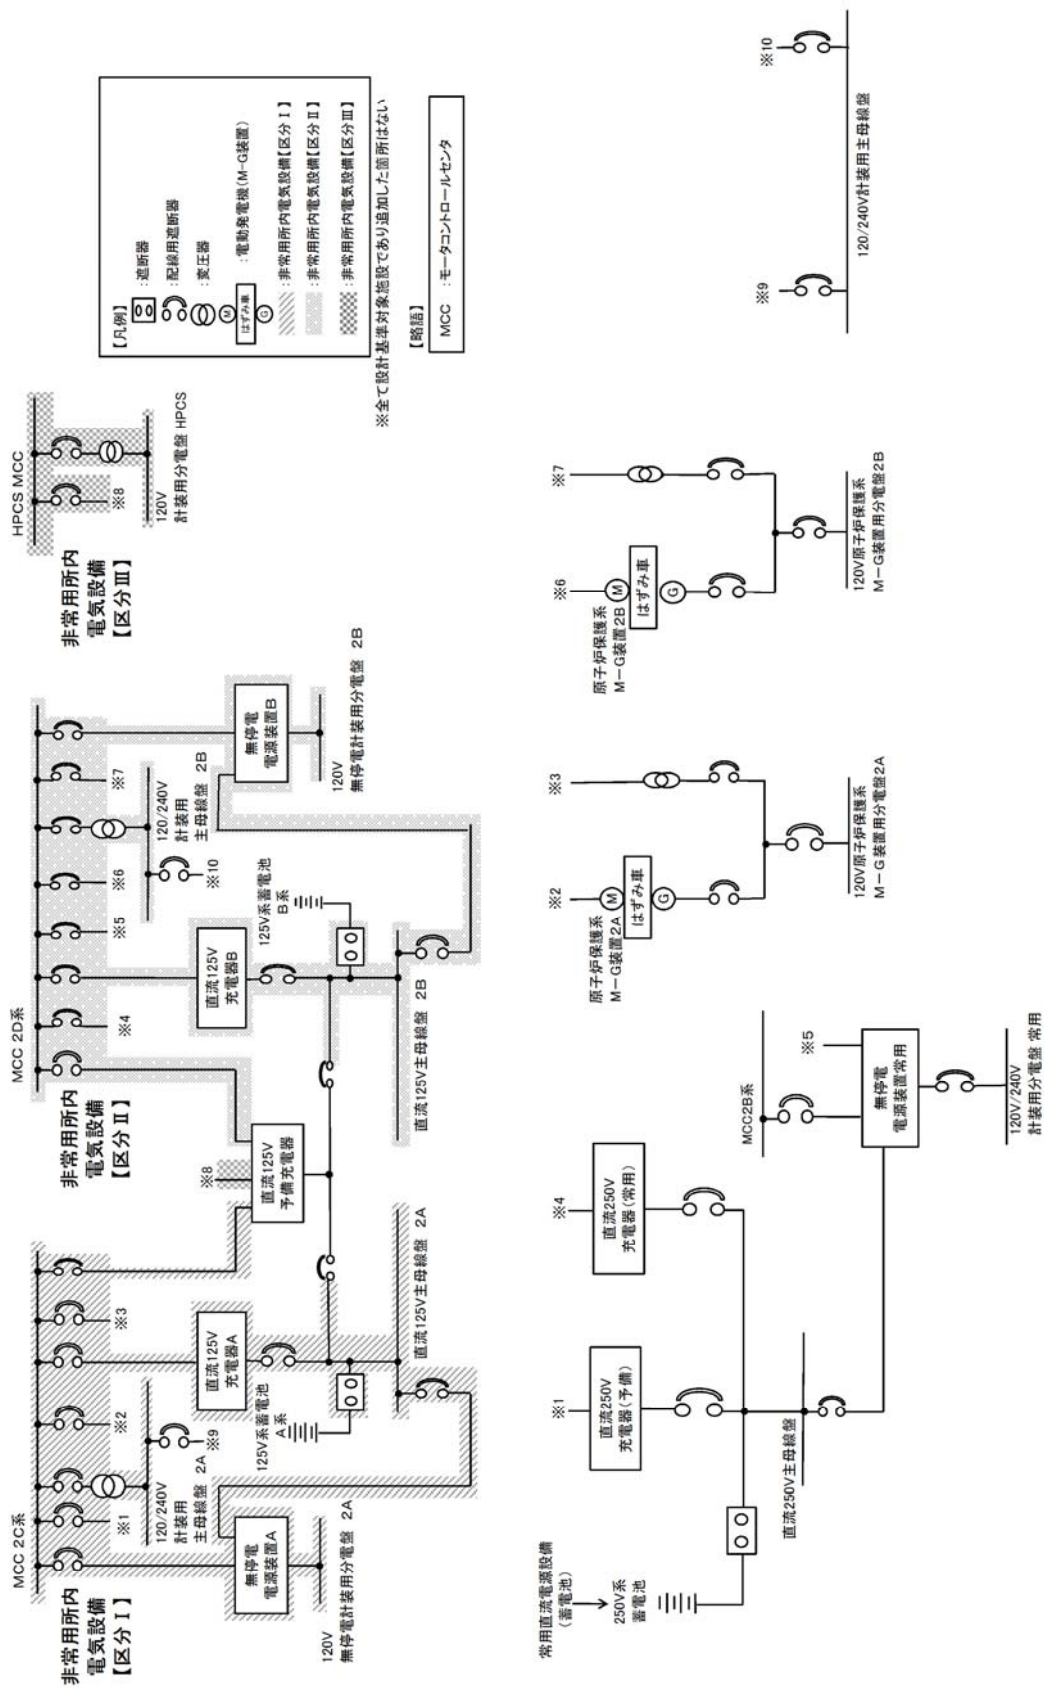 非常用所内
電気設備
【区分Ⅰ】
MCC 2C系
※1
※2
※3
120/240V
計装用
主母線盤 2A
※9
無停電
電源装置A
120V
無停電計装用分電盤 2A
直流125V
充電器A
125V系蓄電池
A系
直流125V主母線盤 2A
※8
直流125V
予備充電器
非常用所内
電気設備
【区分Ⅱ】
MCC 2D系
※4
※5
※6
※7
直流125V
充電器B
125V系蓄電池
B系
直流125V主母線盤 2B
120/240V
計装用
主母線盤 2B
※10
無停電
電源装置B
120V
無停電計装用分電盤 2B
非常用所内
電気設備
【区分Ⅲ】
HPCS MCC
※8
120V
計装用分電盤 HPCS
【凡例】
:遮断器
:配線用遮断器
:変圧器
M
はずみ車
G
:電動発電機(M-G装置)
:非常用所内電気設備【区分Ⅰ】
:非常用所内電気設備【区分Ⅱ】
:非常用所内電気設備【区分Ⅲ】
※全て設計基準対象施設であり追加した箇所はない
【略語】
MCC :モータコントロールセンタ
常用直流電源設備
(蓄電池)
250V系
蓄電池
※1
直流250V
充電器(予備)
※4
直流250V
充電器(常用)
直流250V主母線盤
MCC2B系
※5
無停電
電源装置常用
120V/240V
計装用分電盤 常用
※2
原子炉保護系
M-G装置2A
M
はずみ車
G
※3
120V原子炉保護系
M-G装置用分電盤2A
※6
原子炉保護系
M-G装置2B
M
はずみ車
G
※7
120V原子炉保護系
M-G装置用分電盤2B
※9
※10
120/240V計装用主母線盤